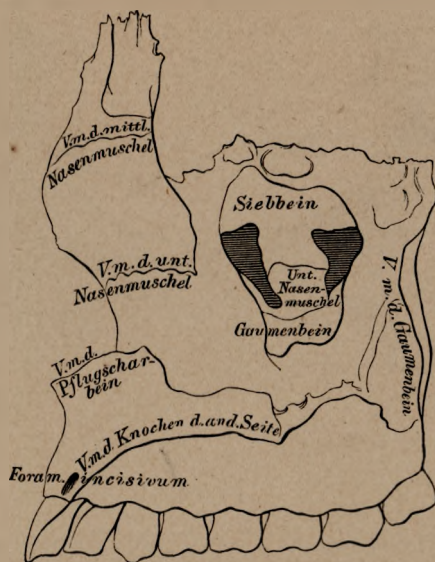 V.m.d.mittl.
Nasenmuschel
Siebbein
V.m.d.unt.
Nasenmuschel
Unt.
Nasen-
muschel
Gaumenbein
V.m.d.Gaumenbein
V.m.d.
Pflugschar-
bein
V.m.d Knochen d.and.Seite
Foram. incisivum